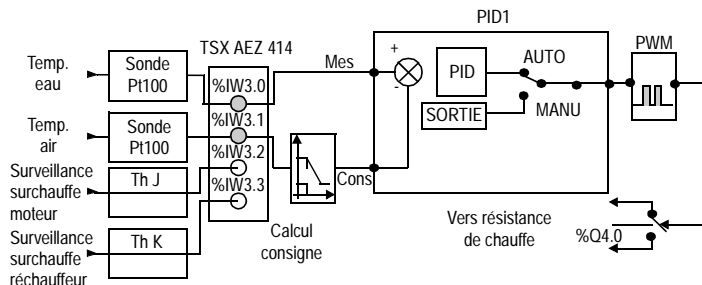 PID1
TSX AEZ 414
Temp.
eau
Sonde
Pt100
%IW3.0
Mes
+
-
PID
AUTO
PWM
SORTIE
MANU
Temp.
air
Sonde
Pt100
%IW3.1
%IW3.2
%IW3.3
Cons
Surveillance
surchauffe
moteur
Th J
Calcul
consigne
Vers résistance
de chauffe
%Q4.0
Surveillance
surchauffe
réchauffeur
Th K